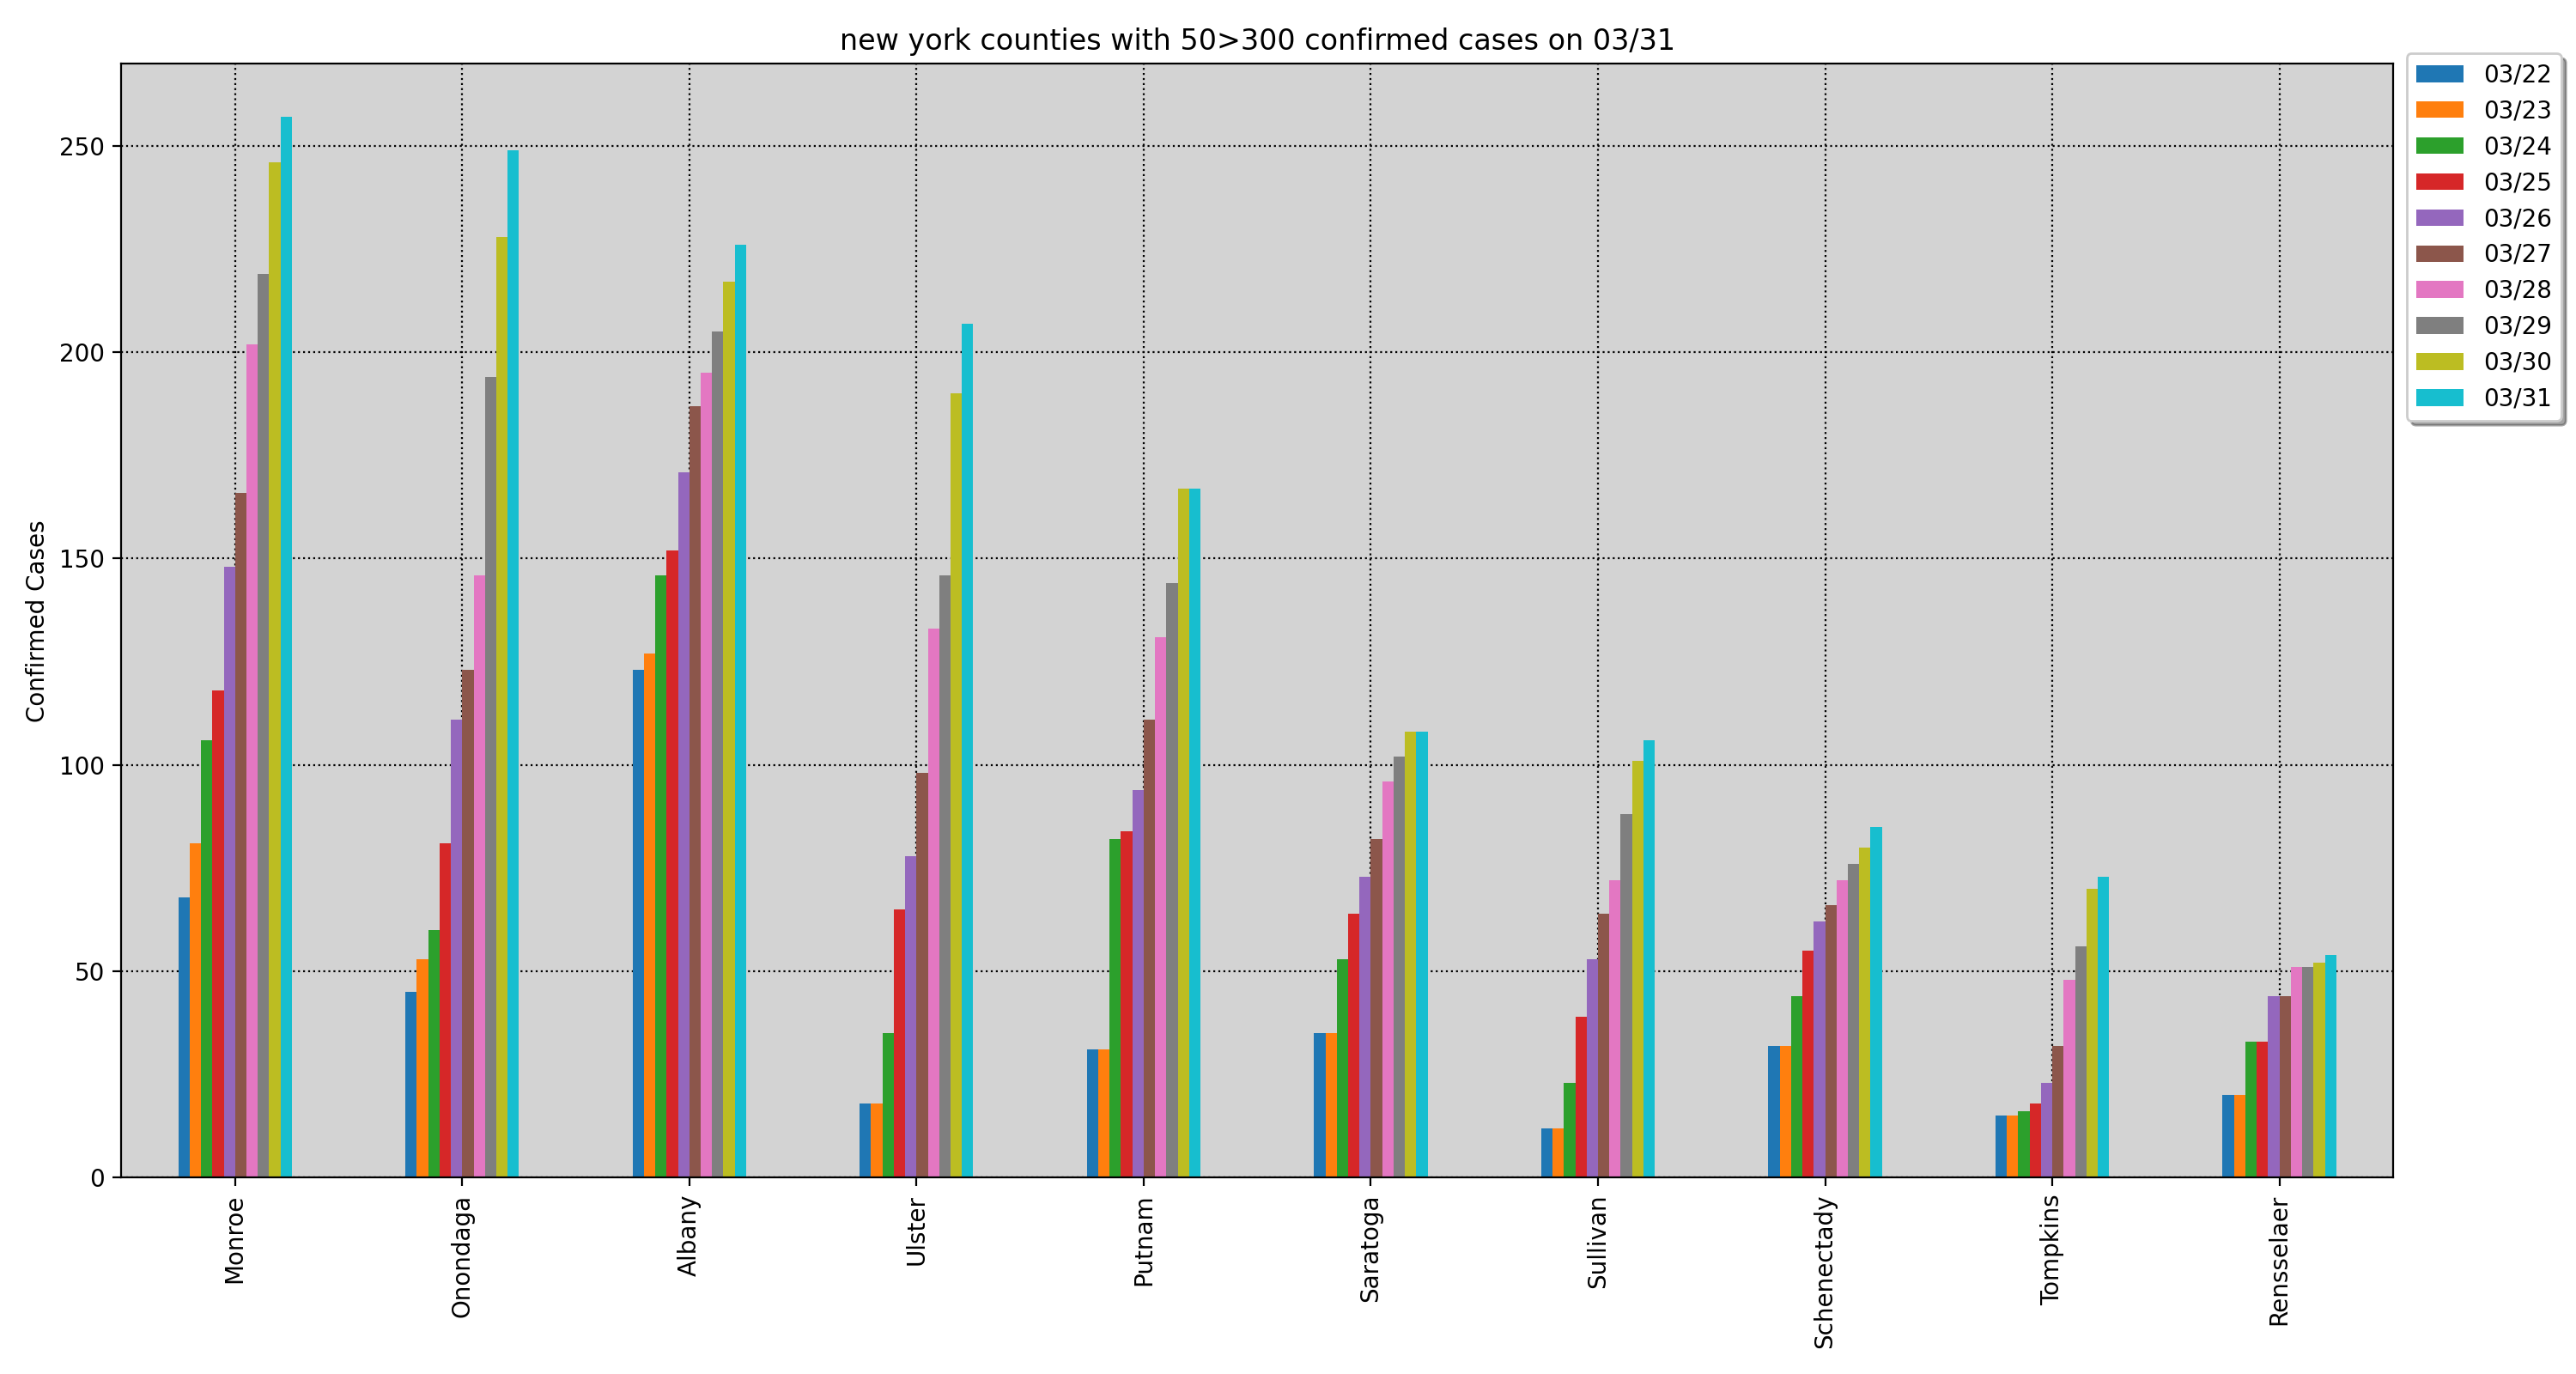 new york counties with 50>300 confirmed cases on 03/31
03/22
03/23
03/24
03/25
03/26
03/27
03/28
03/29
03/30
03/31
Confirmed Cases
250
200
150
100
50
0
Monroe
Onondaga
Albany
Ulster
Putnam
Saratoga
Sullivan
Schenectady
Tompkins
Rensselaer